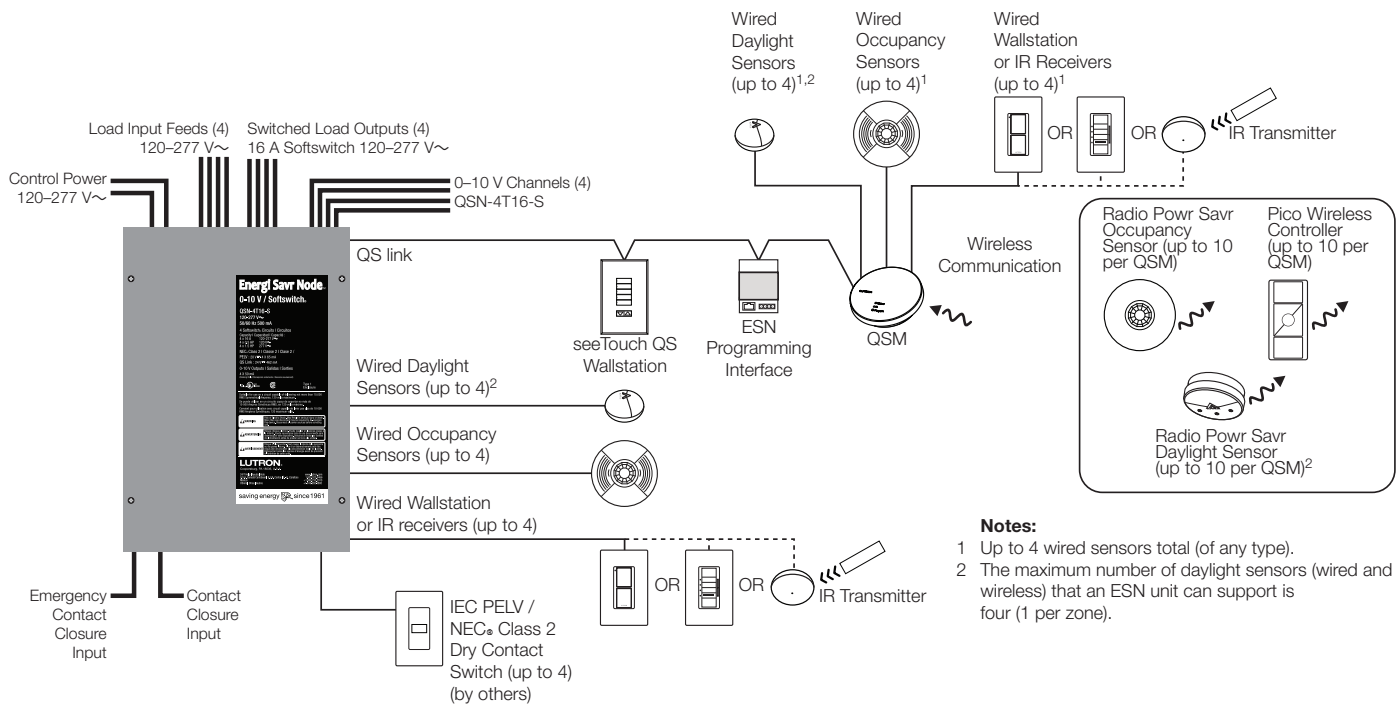 Wired
Daylight
Sensors
(up to 4)1,2
Wired
Occupancy
Sensors
(up to 4)1
Wired
Wallstation
or IR Receivers
(up to 4)1
OR
OR
IR Transmitter
Load Input Feeds (4)
120–277 V~
Switched Load Outputs (4)
16 A Softswitch 120–277 V~
Control Power
120–277 V~
0–10 V Channels (4)
QSN-4T16-S
QS link
seeTouch QS
Wallstation
ESN
Programming
Interface
QSM
Wireless
Communication
Radio Powr Savr
Occupancy
Sensor (up to 10
per QSM)
Pico Wireless
Controller
(up to 10 per
QSM)
Radio Powr Savr
Daylight Sensor
(up to 10 per QSM)2
Energi Savr Node™
0–10 V / Softswitch®
QSN-4T16-S
120-277 V~
50/60 Hz 500 mA
LUTRON®
saving energy since 1961
Wired Daylight
Sensors (up to 4)2
Wired Occupancy
Sensors (up to 4)
Wired Wallstation
or IR receivers (up to 4)
OR
OR
IR Transmitter
Emergency
Contact
Closure
Input
Contact
Closure
Input
IEC PELV /
NEC® Class 2
Dry Contact
Switch (up to 4)
(by others)
Notes:
1 Up to 4 wired sensors total (of any type).
2 The maximum number of daylight sensors (wired and
wireless) that an ESN unit can support is
four (1 per zone).